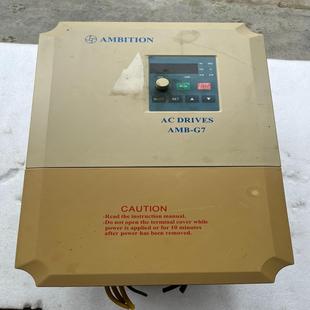 AMBITION
AC DRIVES
AMB-G7
CAUTION
-Read the instruction manual.
-Do not open the terminal cover while
power is applied or for 10 minutes
after power has been removed.